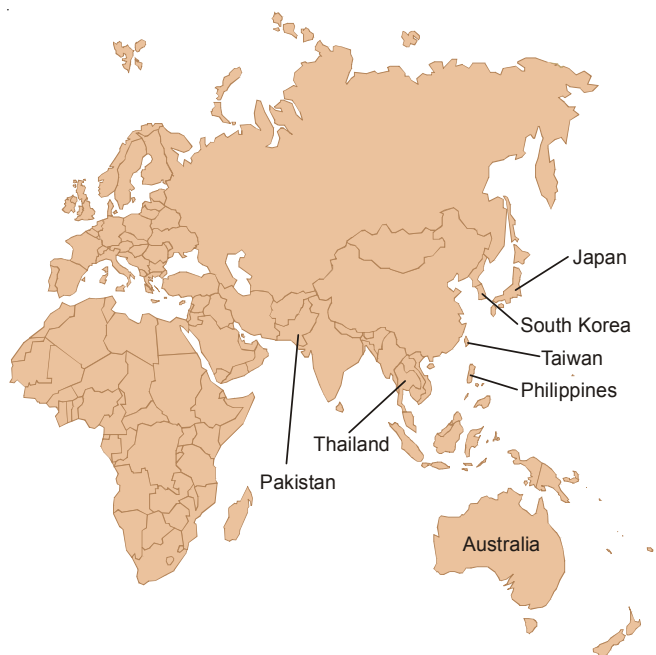 Japan
South Korea
Taiwan
Philippines
Thailand
Pakistan
Australia